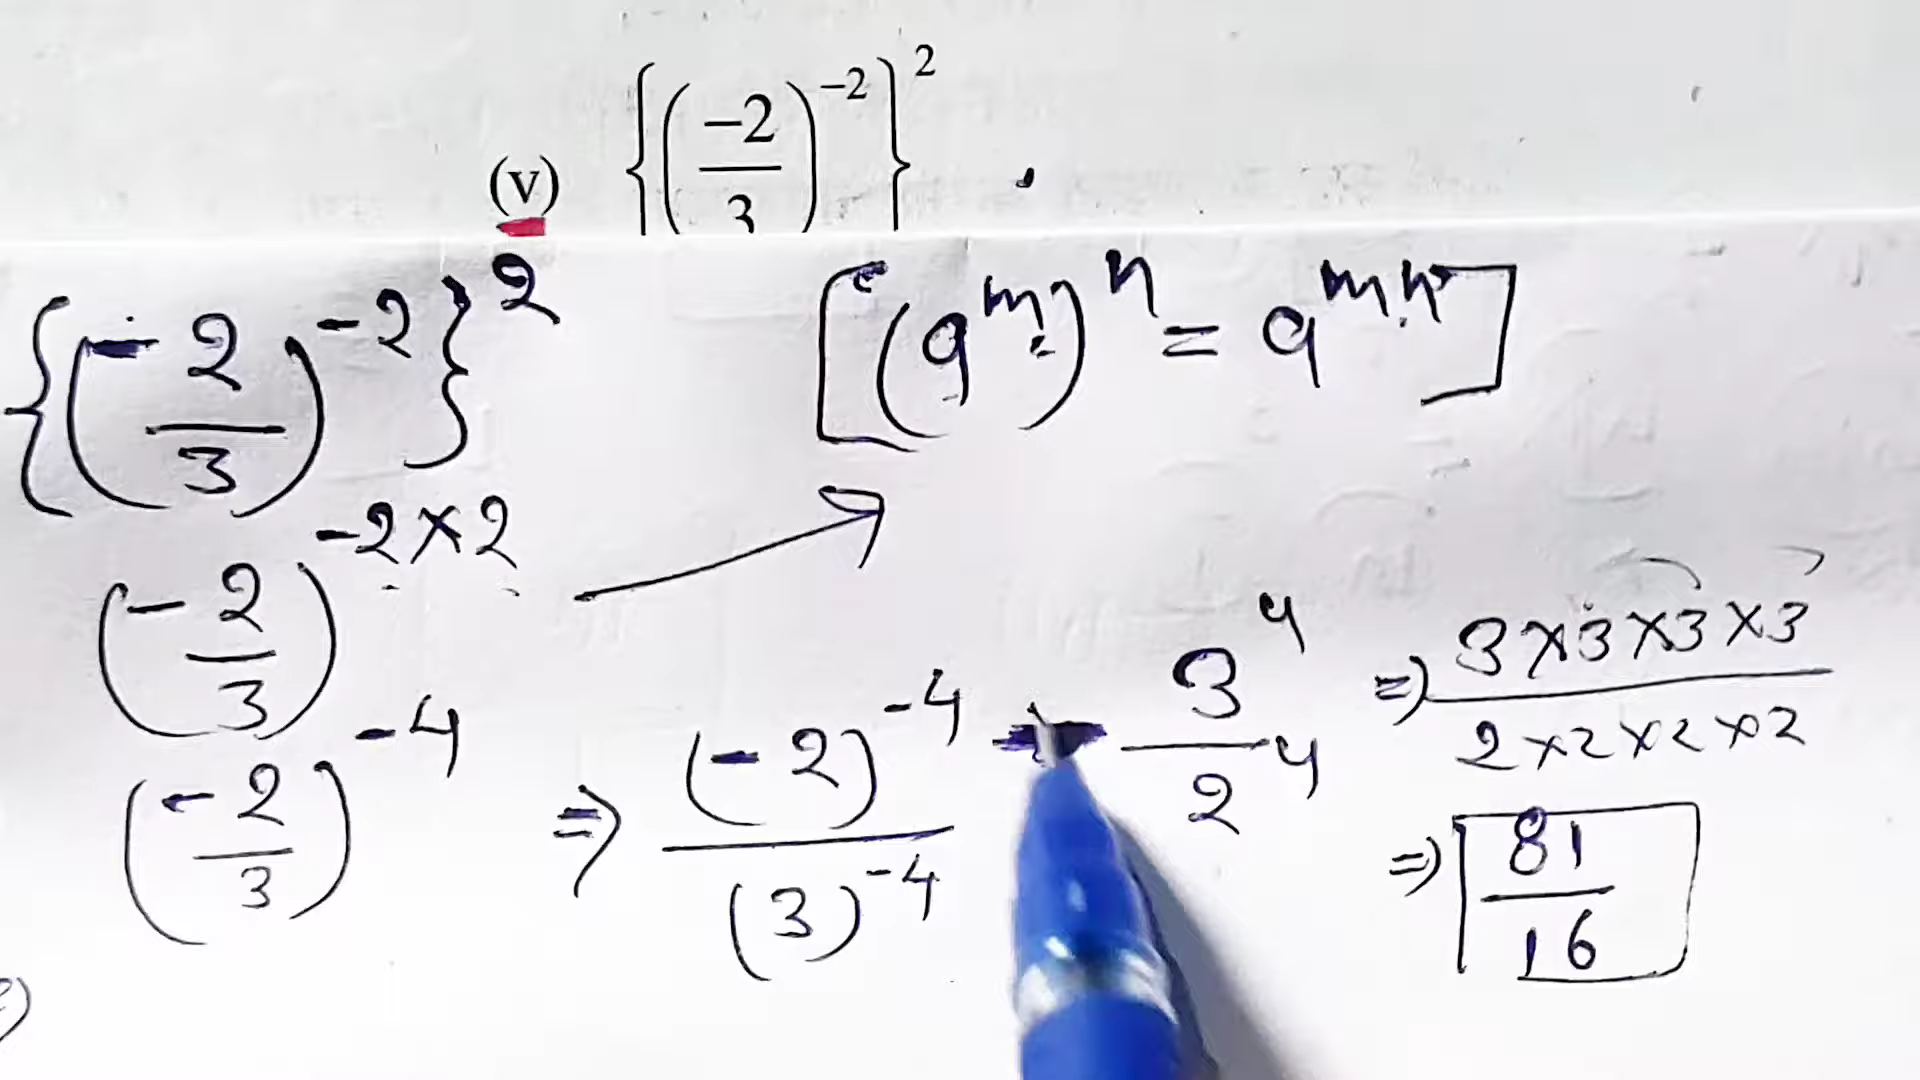 (v) {(-2/3)^-2}^2
{(-2/3)^-2}^2 [(a^m)^n = a^m.n]
(-2/3)^-2×2
(-2/3)^-4 ⇒ (-2)^-4/(3)^-4 3^4/2^4 ⇒ 3×3×3×3/2×2×2×2
⇒ 81/16